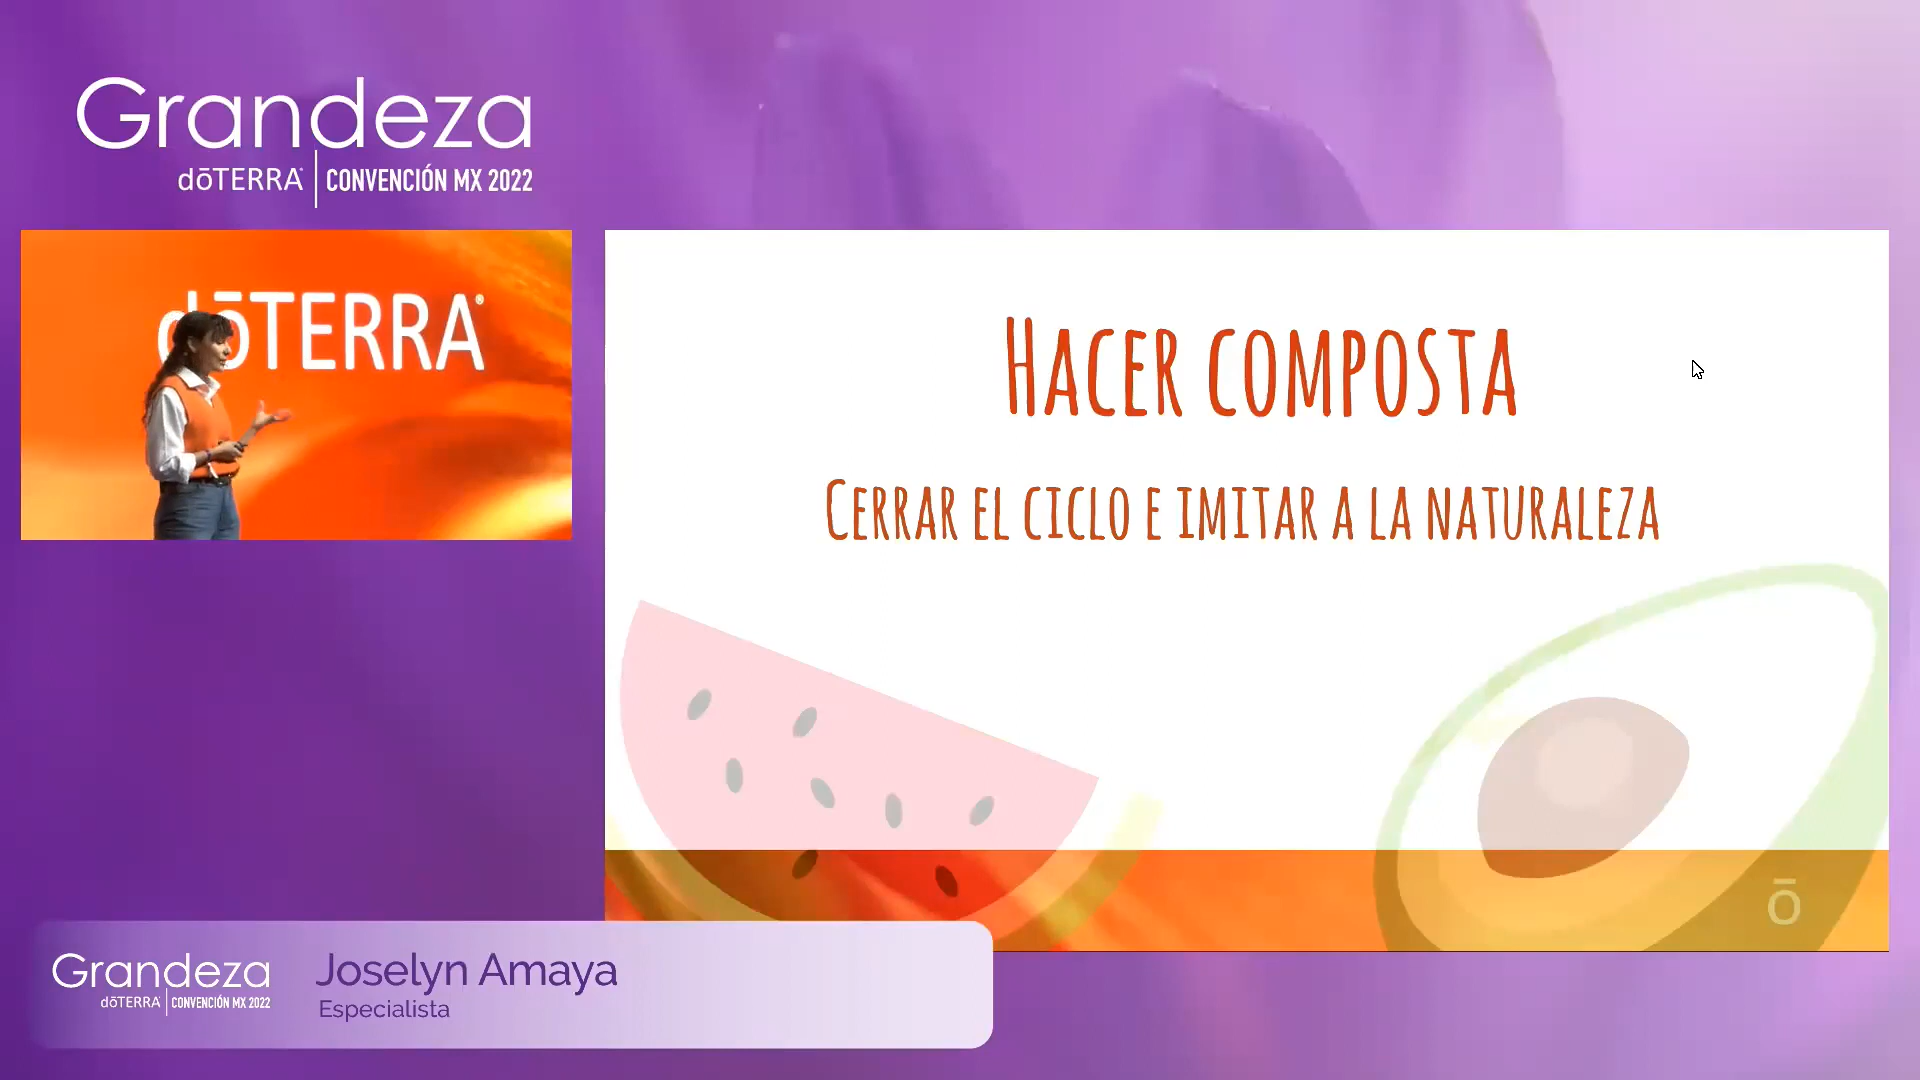 Grandeza
dōTERRA® | CONVENCIÓN MX 2022
dōTERRA®
HACER COMPOSTA
CERRAR EL CICLO E IMITAR A LA NATURALEZA
ō
Grandeza
dōTERRA | CONVENCIÓN MX 2022
Joselyn Amaya
Especialista